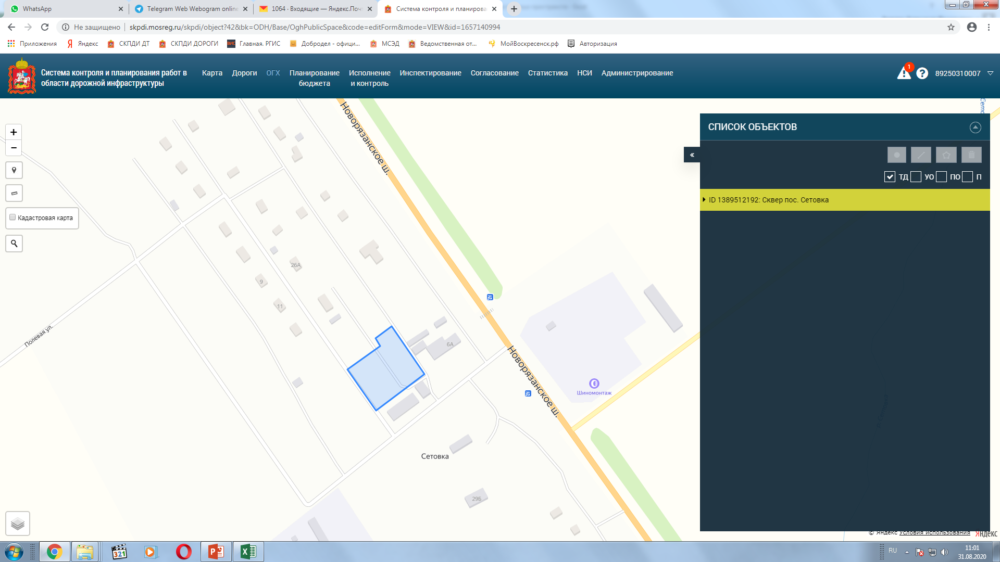 WhatsApp
Telegram Web Webogram online
1064 · Входящие — Яндекс.Почт
Система контроля и планирова
Не защищено
skpdi.mosreg.ru/skpdi/object?42&bk=ODH/Base/OghPublicSpace&code=editForm&mode=VIEW&id=1657140994
Приложения
Яндекс
СКПДИ ДТ
СКПДИ ДОРОГИ
Главная. РГИС
Добродел - офици...
МСЭД
Ведомственная от...
МойВоскресенск.рф
Авторизация
Система контроля и планирования работ в
области дорожной инфраструктуры
Карта
Дороги
ОГХ
Планирование
бюджета
Исполнение
и контроль
Инспектирование
Согласование
Статистика
НСИ
Администрирование
1
89250310007
СПИСОК ОБЪЕКТОВ
ТД
УО
ПО
П
ID 1389512192: Сквер пос. Сетовка
Кадастровая карта
Новорязанское ш.
26А
9
11
Полевая ул.
6А
Новорязанское ш.
Шиномонтаж
Сетовка
29Б
© Яндекс Условия использования Яндекс
RU
11:01
31.08.2020